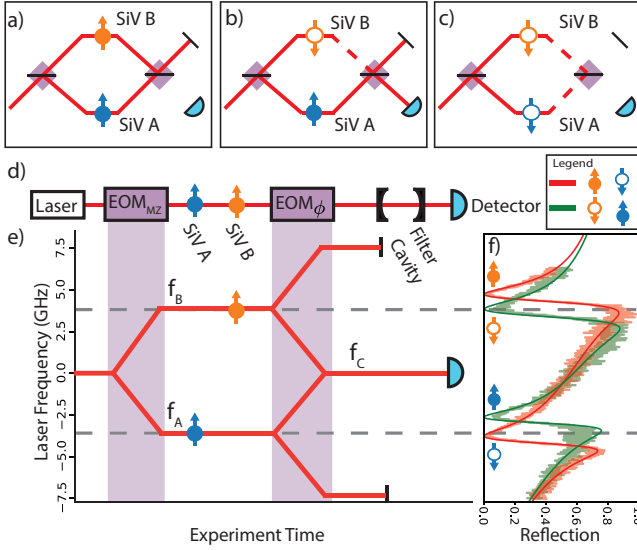 a)
SiV B
SiV A
b)
SiV B
SiV A
c)
SiV B
SiV A
d)
Laser
EOM_MZ
SiV A
SiV B
EOM_ϕ
Filter
Cavity
Detector
Legend
e)
Laser Frequency (GHz)
7.5
5.0
2.5
0.0
−2.5
−5.0
−7.5
f_B
f_A
f_C
Experiment Time
f)
0.0
0.2
0.4
0.6
0.8
1.0
Reflection